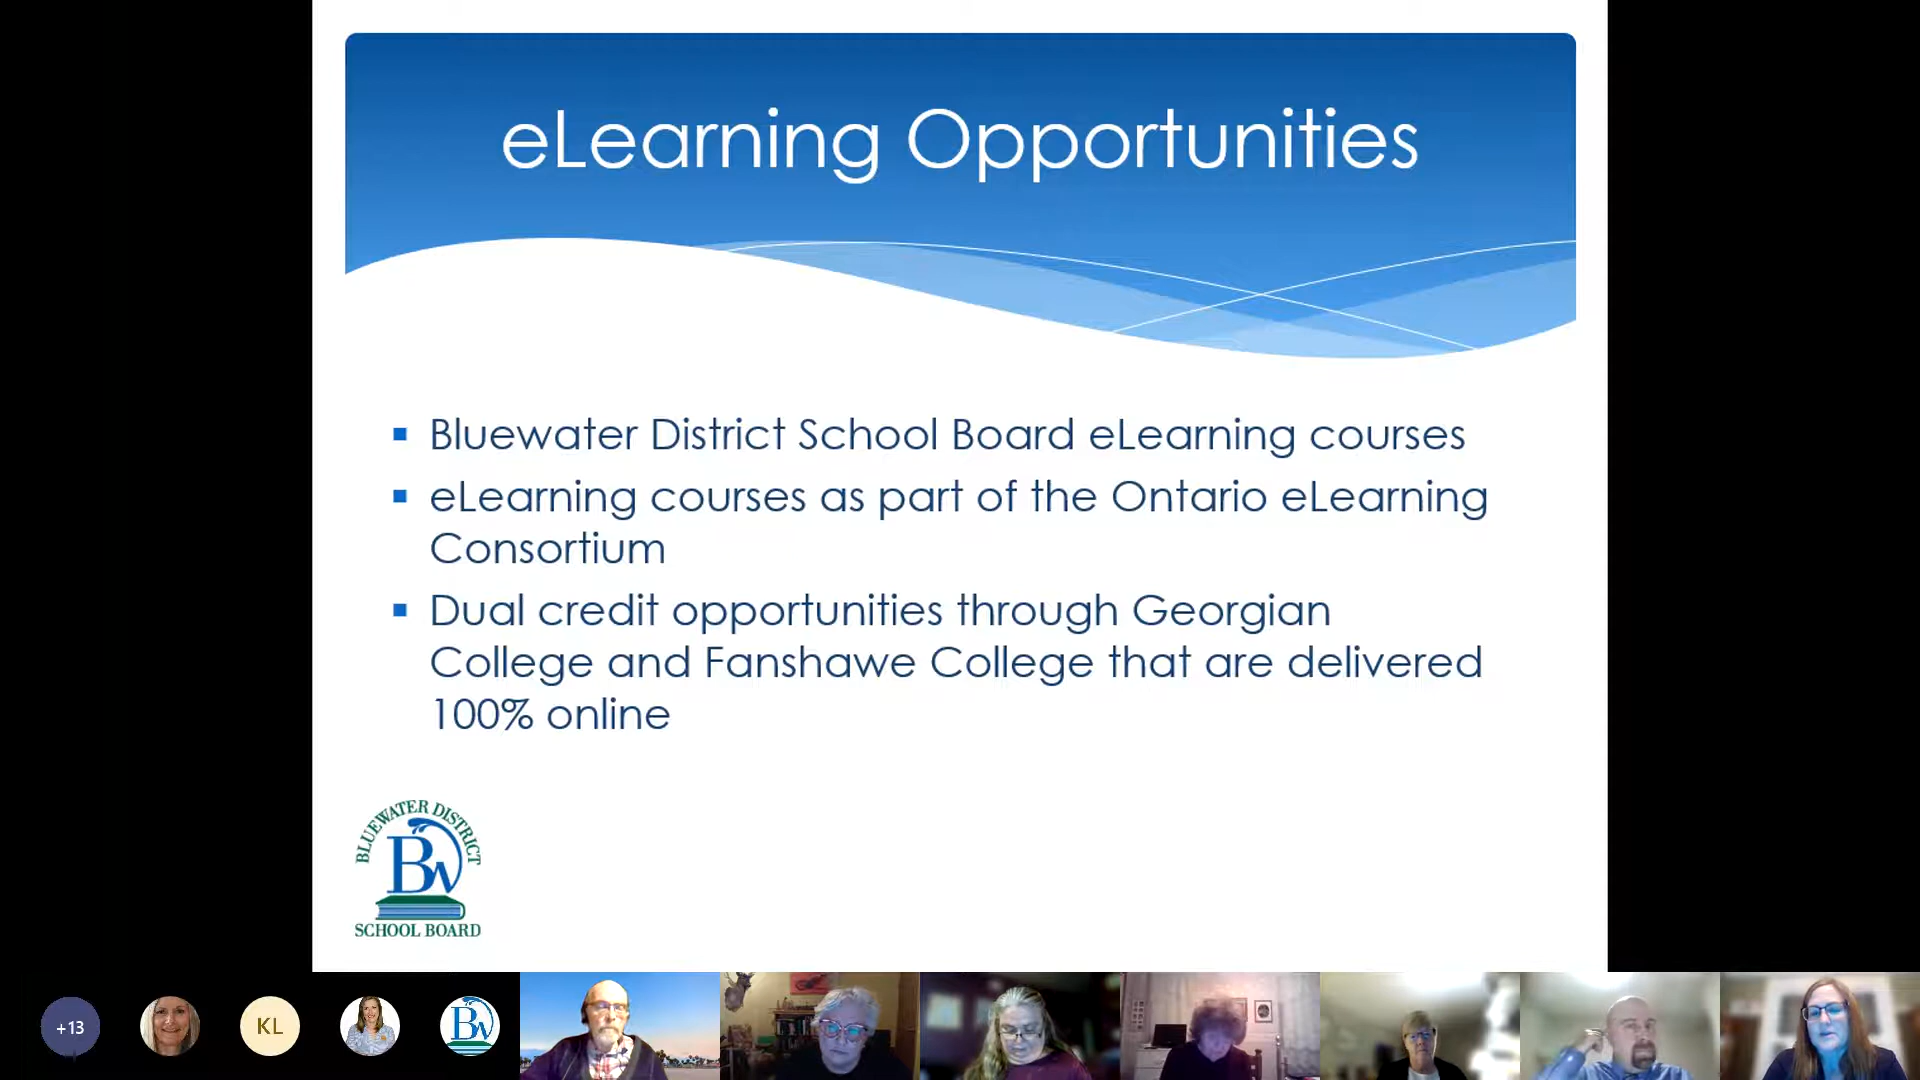 eLearning Opportunities
Bluewater District School Board eLearning courses
eLearning courses as part of the Ontario eLearning
Consortium
Dual credit opportunities through Georgian
College and Fanshawe College that are delivered
100% online
BLUEWATER DISTRICT
BW
SCHOOL BOARD
+13
KL
BW